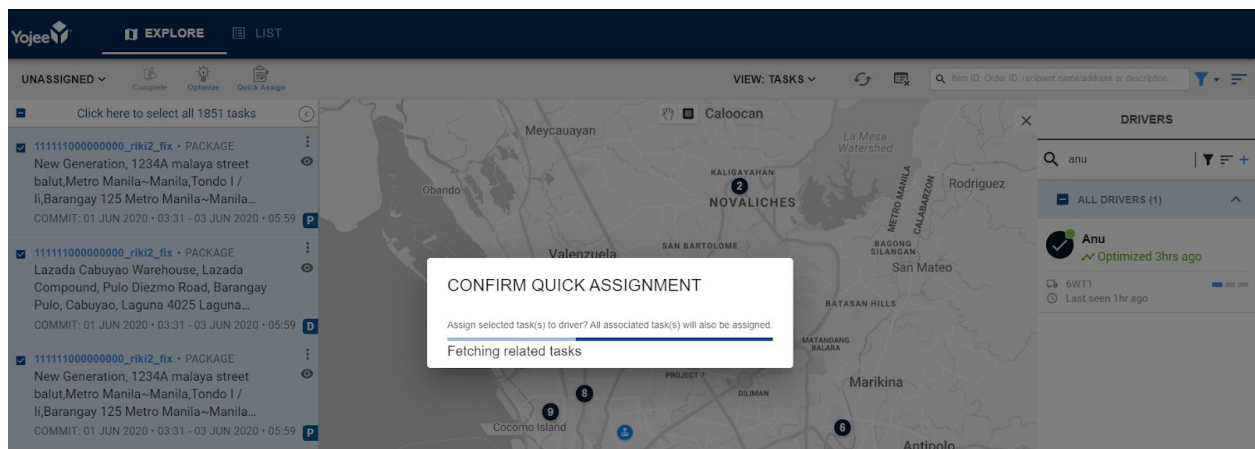 Yojee
EXPLORE
LIST
UNASSIGNED
Complete
Optimize
Quick Assign
VIEW: TASKS
Item ID, Order ID, recipient name/address or description...
Click here to select all 1851 tasks
111111000000000_riki2_fix • PACKAGE
New Generation, 1234A malaya street
balut,Metro Manila~Manila,Tondo I /
Ii,Barangay 125 Metro Manila~Manila...
COMMIT: 01 JUN 2020 • 03:31 - 03 JUN 2020 • 05:59
P
111111000000000_riki2_fix • PACKAGE
Lazada Cabuyao Warehouse, Lazada
Compound, Pulo Diezmo Road, Barangay
Pulo, Cabuyao, Laguna 4025 Laguna...
COMMIT: 01 JUN 2020 • 03:31 - 03 JUN 2020 • 05:59
D
111111000000000_riki2_fix • PACKAGE
New Generation, 1234A malaya street
balut,Metro Manila~Manila,Tondo I /
Ii,Barangay 125 Metro Manila~Manila...
COMMIT: 01 JUN 2020 • 03:31 - 03 JUN 2020 • 05:59
P
Meycauayan
Caloocan
La Mesa
Watershed
Obando
KALIGAYAHAN
2
NOVALICHES
METRO MANILA
CALABARZON
Rodriguez
Valenzuela
SAN BARTOLOME
BAGONG
SILANGAN
San Mateo
BATASAN HILLS
MATANDANG
BALARA
PROJECT 7
DILIMAN
Marikina
8
9
Cocomo Island
6
Antipolo
CONFIRM QUICK ASSIGNMENT
Assign selected task(s) to driver? All associated task(s) will also be assigned.
Fetching related tasks
DRIVERS
anu
ALL DRIVERS (1)
Anu
Optimized 3hrs ago
6WT1
Last seen 1hr ago